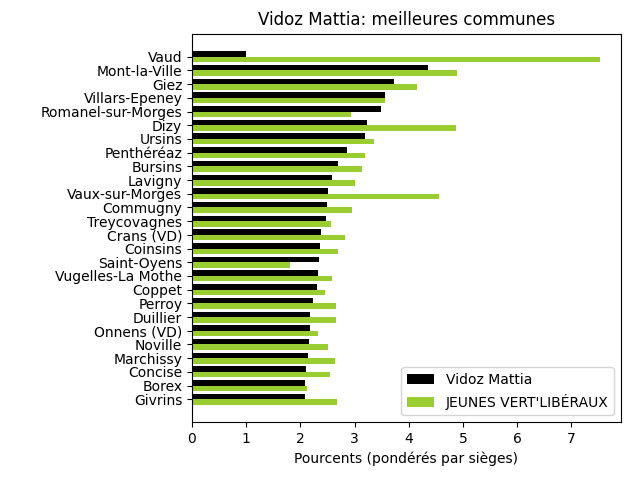 Vidoz Mattia: meilleures communes
Vaud
Mont-la-Ville
Giez
Villars-Epeney
Romanel-sur-Morges
Dizy
Ursins
Penthéréaz
Bursins
Lavigny
Vaux-sur-Morges
Commugny
Treycovagnes
Crans (VD)
Coinsins
Saint-Oyens
Vugelles-La Mothe
Coppet
Perroy
Duillier
Onnens (VD)
Noville
Marchissy
Concise
Borex
Givrins
Vidoz Mattia
JEUNES VERT'LIBÉRAUX
0 1 2 3 4 5 6 7
Pourcents (pondérés par sièges)